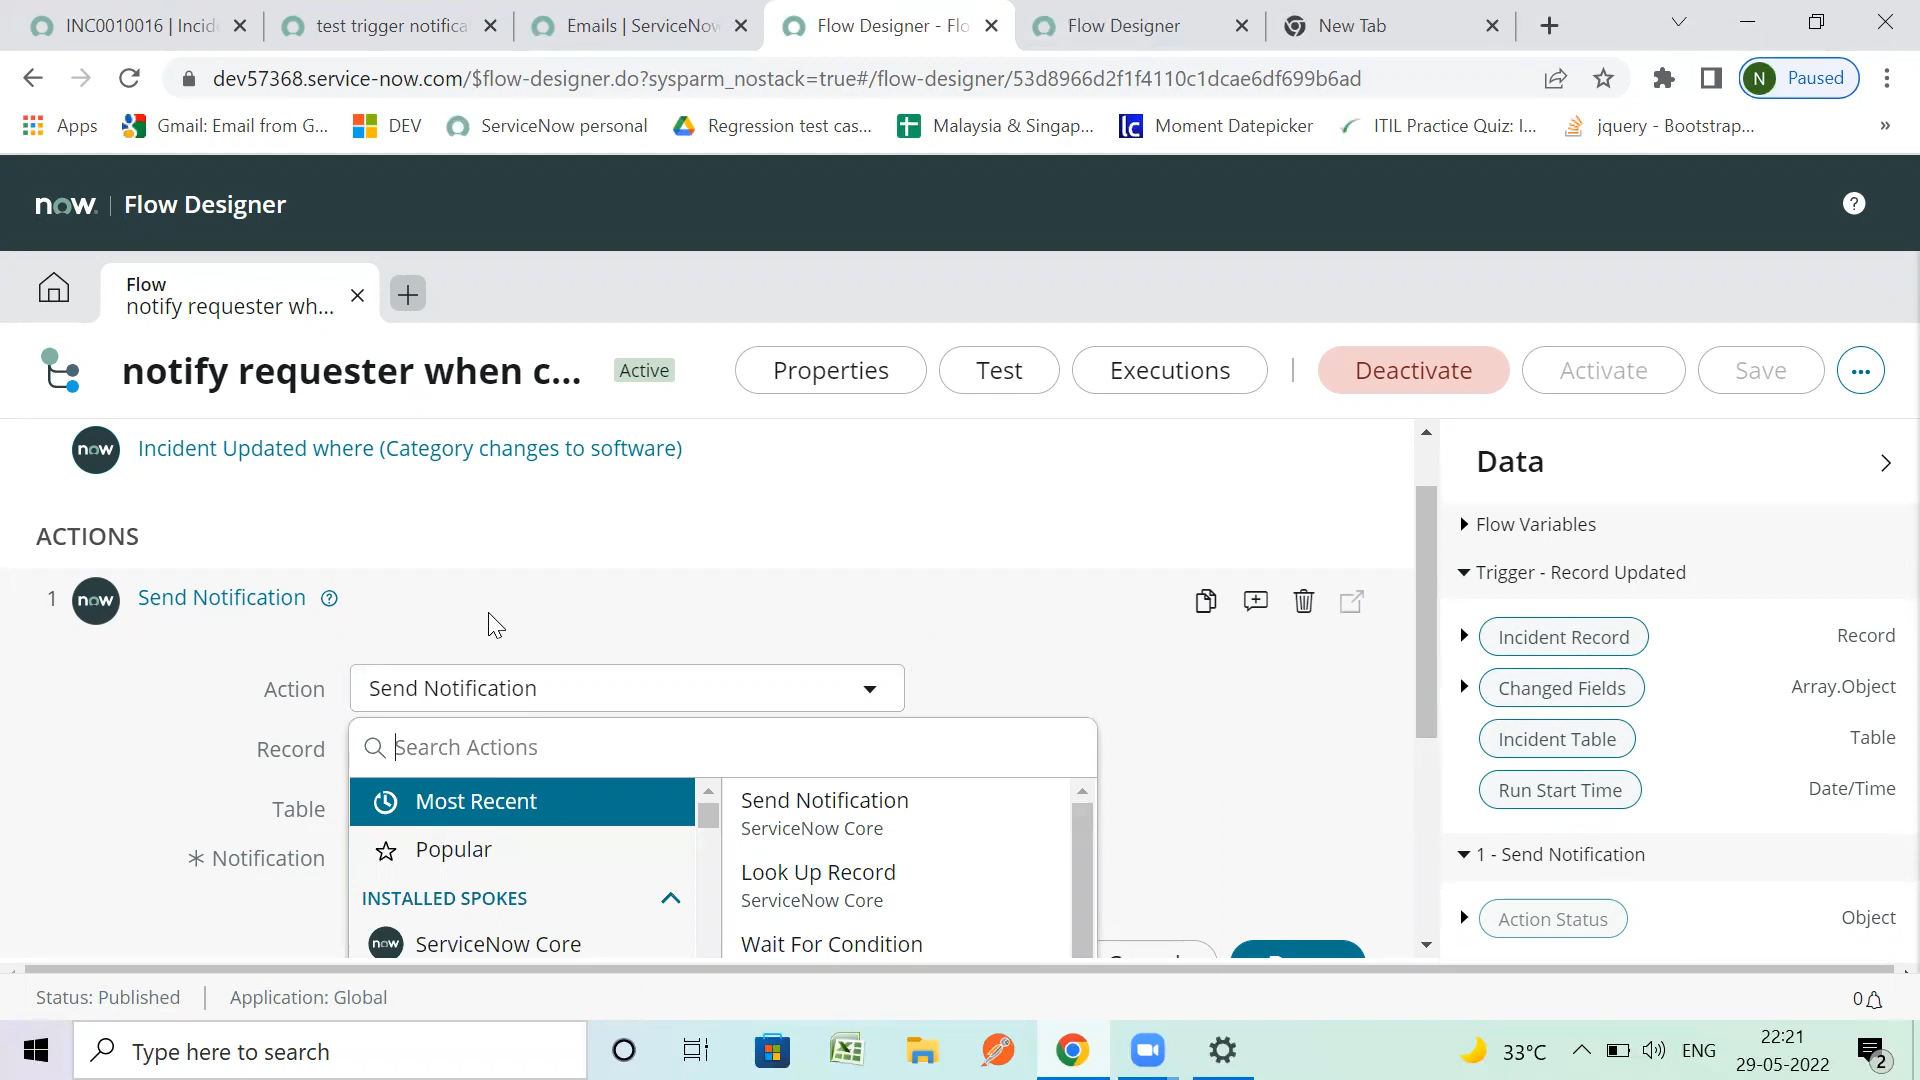 INC0010016 | Incid
test trigger notifica
Emails | ServiceNow
Flow Designer - Flo
Flow Designer
New Tab
dev57368.service-now.com/$flow-designer.do?sysparm_nostack=true#/flow-designer/53d8966d2f1f4110c1dcae6df699b6ad
N Paused
Apps
Gmail: Email from G...
DEV
ServiceNow personal
Regression test cas...
Malaysia & Singap...
Moment Datepicker
ITIL Practice Quiz: I...
jquery - Bootstrap...
»
now. | Flow Designer
?
Flow
notify requester wh...
notify requester when c...
Active
Properties
Test
Executions
Deactivate
Activate
Save
now Incident Updated where (Category changes to software)
ACTIONS
1 now Send Notification ?
Action Send Notification
Record
Search Actions
Table
* Notification
Most Recent
Popular
INSTALLED SPOKES
now ServiceNow Core
Send Notification
ServiceNow Core
Look Up Record
ServiceNow Core
Wait For Condition
Data
Flow Variables
Trigger - Record Updated
Incident Record Record
Changed Fields Array.Object
Incident Table Table
Run Start Time Date/Time
1 - Send Notification
Action Status Object
Status: Published | Application: Global
0
Type here to search
33°C
ENG
22:21
29-05-2022
2